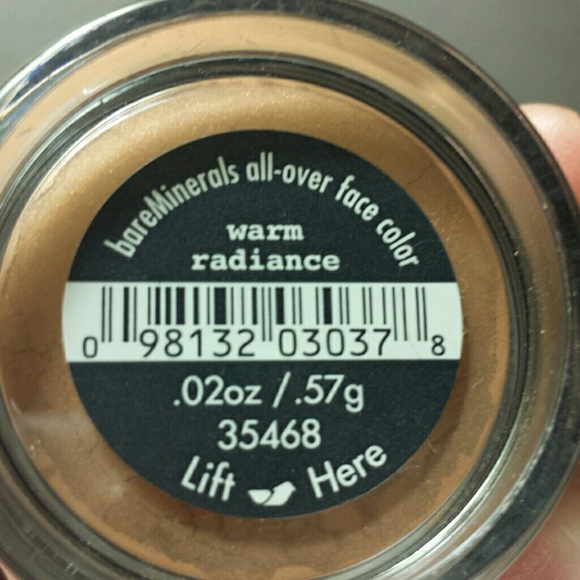 bareMinerals all-over face color
warm
radiance
0 98132 03037 8
.02oz /.57g
35468
Lift Here